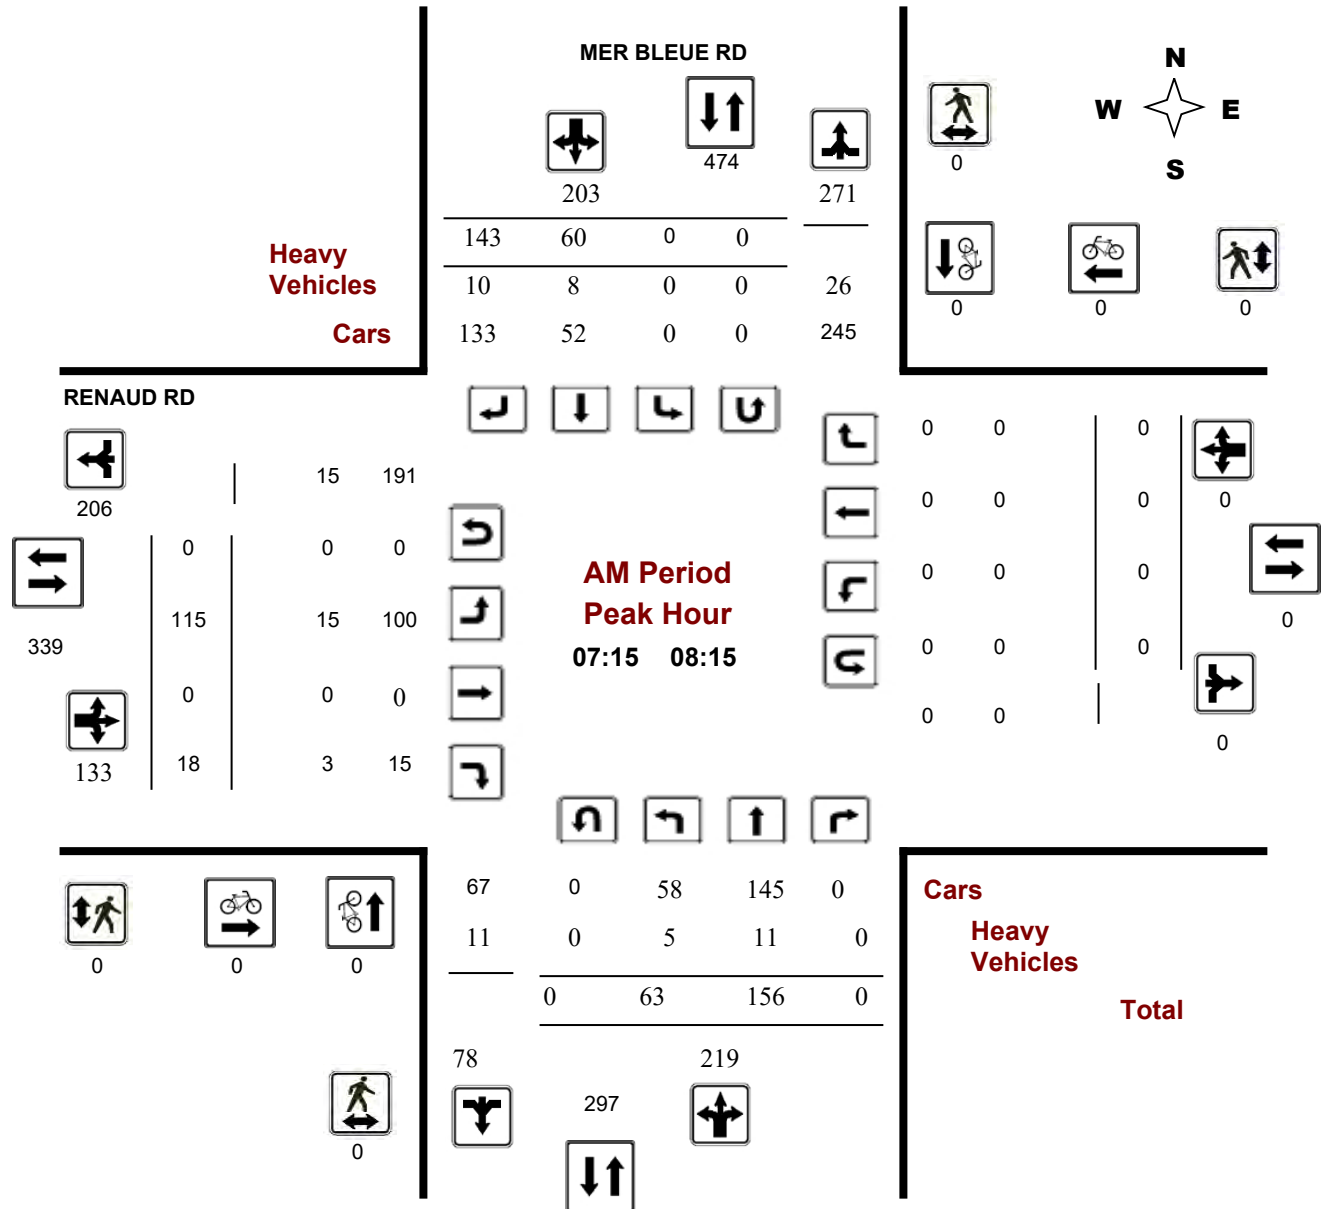 MER BLEUE RD
N
W E
S
474
0
203 271
143 60 0 0
Heavy
Vehicles
10 8 0 0 26
0 0 0
Cars
133 52 0 0 245
RENAUD RD
0 0 0
15 191
206
0 0 0 0
0 0 0
AM Period
0 0 0
Peak Hour
115 15 100
0
339
07:15 08:15
0 0 0
0 0 0
0 0
0
133
18 3 15
67 0 58 145 0
Cars
11 0 5 11 0
Heavy
Vehicles
0 0 0
0 63 156 0
Total
78 219
297
0